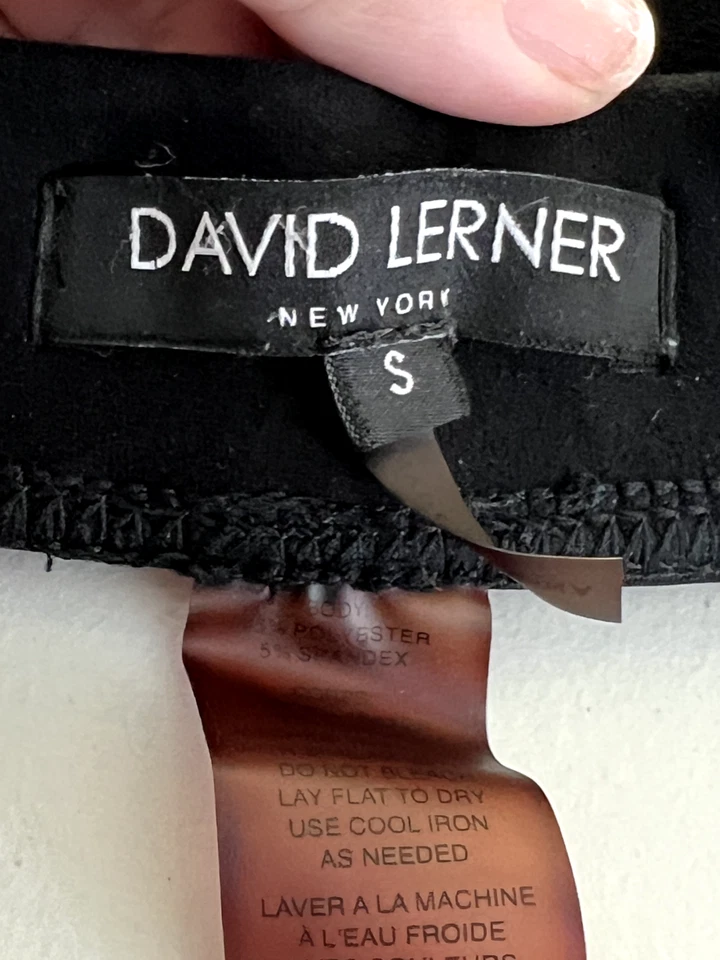 DAVID LERNER
NEW YORK
S
BODY
POLYESTER
5% SPANDEX
DO NOT BLEACH
LAY FLAT TO DRY
USE COOL IRON
AS NEEDED
LAVER A LA MACHINE
À L'EAU FROIDE